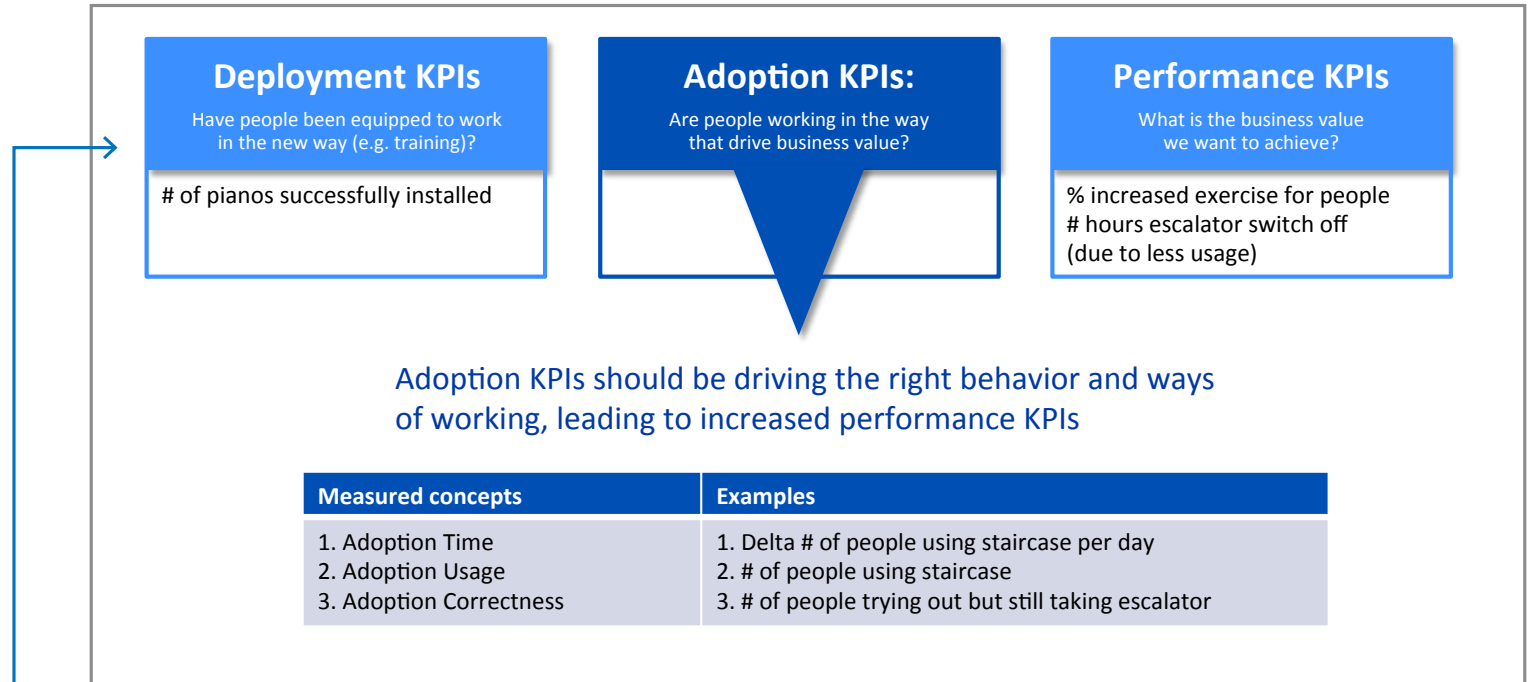 Deployment KPIs
Have people been equipped to work
in the new way (e.g. training)?
# of pianos successfully installed
Adoption KPIs:
Are people working in the way
that drive business value?
Performance KPIs
What is the business value
we want to achieve?
% increased exercise for people
# hours escalator switch off
(due to less usage)
Adoption KPIs should be driving the right behavior and ways
of working, leading to increased performance KPIs
Measured concepts
Examples
1. Adoption Time
1. Delta # of people using staircase per day
2. Adoption Usage
2. # of people using staircase
3. Adoption Correctness
3. # of people trying out but still taking escalator